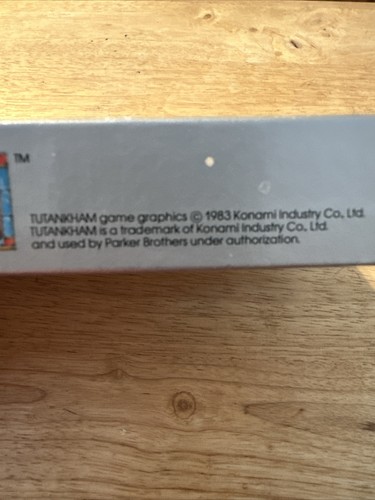 TM
TUTANKHAM game graphics © 1983 Konami Industry Co., Ltd.
TUTANKHAM is a trademark of Konami Industry Co., Ltd.
and used by Parker Brothers under authorization.